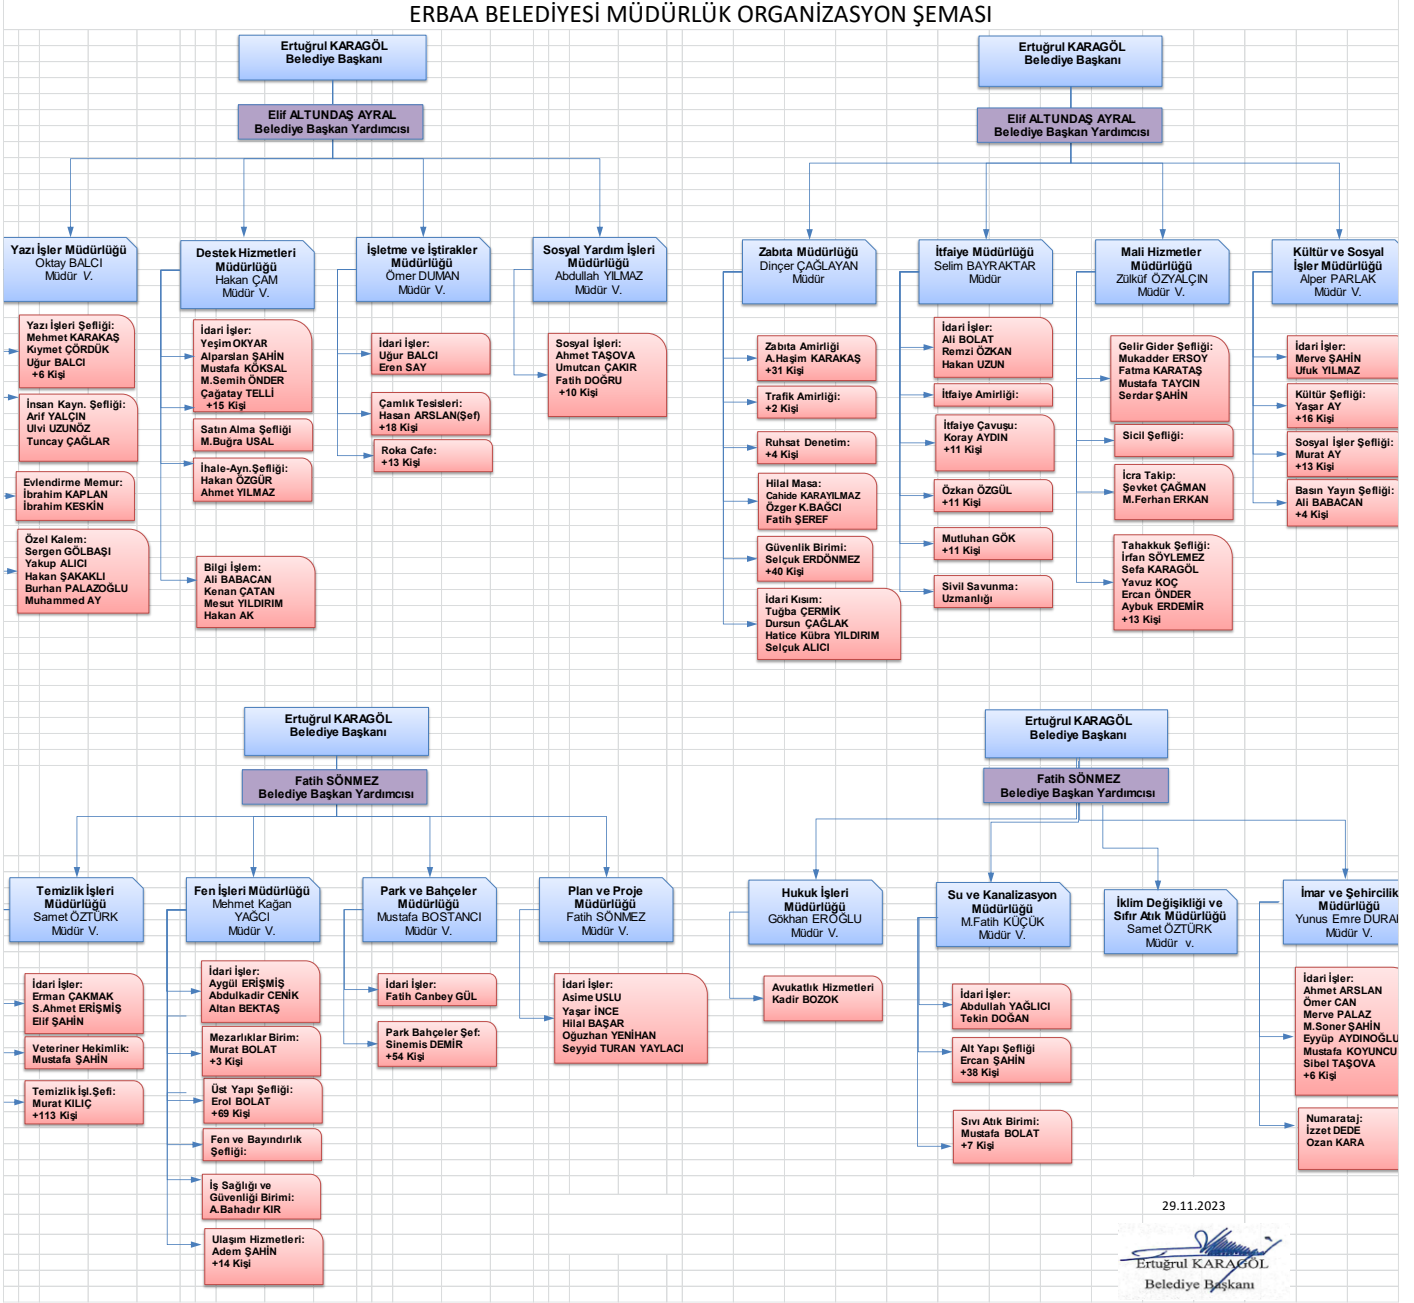 ERBAA BELEDİYESİ MÜDÜRLÜK ORGANİZASYON ŞEMASI
Ertuğrul KARAGÖL
Belediye Başkanı
Elif ALTUNDAŞ AYRAL
Belediye Başkan Yardımcısı
Yazı İşler Müdürlüğü
Oktay BALCI
Müdür V.
Yazı İşleri Şefliği:
Mehmet KARAKAŞ
Kıymet ÇÖRDÜK
Uğur BALCI
+6 Kişi
İnsan Kayn. Şefliği:
Arif YALÇIN
Ulvi UZUNÖZ
Tuncay ÇAĞLAR
Evlendirme Memur:
İbrahim KAPLAN
İbrahim KESKİN
Özel Kalem:
Sergen GÖLBAŞI
Yakup ALICI
Hakan ŞAKAKLI
Burhan PALAZOĞLU
Muhammed AY
Destek Hizmetleri
Müdürlüğü
Hakan ÇAM
Müdür V.
İdari İşler:
Yeşim OKYAR
Alparslan ŞAHİN
Mustafa KÖKSAL
M.Semih ÖNDER
Çağatay TELLİ
+15 Kişi
Satın Alma Şefliği
M.Buğra USAL
İhale-Ayn.Şefliği:
Hakan ÖZGÜR
Ahmet YILMAZ
Bilgi İşlem:
Ali BABACAN
Kenan ÇATAN
Mesut YILDIRIM
Hakan AK
İşletme ve İştirakler
Müdürlüğü
Ömer DUMAN
Müdür V.
İdari İşler:
Uğur BALCI
Eren SAY
Çamlık Tesisleri:
Hasan ARSLAN(Şef)
+18 Kişi
Roka Cafe:
+13 Kişi
Sosyal Yardım İşleri
Müdürlüğü
Abdullah YILMAZ
Müdür V.
Sosyal İşleri:
Ahmet TAŞOVA
Umutcan ÇAKIR
Fatih DOĞRU
+10 Kişi
Ertuğrul KARAGÖL
Belediye Başkanı
Elif ALTUNDAŞ AYRAL
Belediye Başkan Yardımcısı
Zabıta Müdürlüğü
Dinçer ÇAĞLAYAN
Müdür
Zabıta Amirliği
A.Haşim KARAKAŞ
+31 Kişi
Trafik Amirliği:
+2 Kişi
Ruhsat Denetim:
+4 Kişi
Hilal Masa:
Cahide KARAYILMAZ
Özger K.BAĞCI
Fatih ŞEREF
Güvenlik Birimi:
Selçuk ERDÖNMEZ
+40 Kişi
İdari Kısım:
Tuğba ÇERMİK
Dursun ÇAĞLAK
Hatice Kübra YILDIRIM
Selçuk ALICI
İtfaiye Müdürlüğü
Selim BAYRAKTAR
Müdür
İdari İşler:
Ali BOLAT
Remzi ÖZKAN
Hakan UZUN
İtfaiye Amirliği:
İtfaiye Çavuşu:
Koray AYDIN
+11 Kişi
Özkan ÖZGÜL
+11 Kişi
Mutluhan GÖK
+11 Kişi
Sivil Savunma:
Uzmanlığı
Mali Hizmetler
Müdürlüğü
Zülküf ÖZYALÇIN
Müdür V.
Gelir Gider Şefliği:
Mukadder ERSOY
Fatma KARATAŞ
Mustafa TAYCIN
Serdar ŞAHİN
Sicil Şefliği:
İcra Takip:
Şevket ÇAĞMAN
M.Ferhan ERKAN
Tahakkuk Şefliği:
İrfan SÖYLEMEZ
Sefa KARAGÖL
Yavuz KOÇ
Ercan ÖNDER
Aybuk ERDEMİR
+13 Kişi
Kültür ve Sosyal
İşler Müdürlüğü
Alper PARLAK
Müdür V.
İdari İşler:
Merve ŞAHİN
Ufuk YILMAZ
Kültür Şefliği:
Yaşar AY
+16 Kişi
Sosyal İşler Şefliği:
Murat AY
+13 Kişi
Basın Yayın Şefliği:
Ali BABACAN
+4 Kişi
Ertuğrul KARAGÖL
Belediye Başkanı
Fatih SÖNMEZ
Belediye Başkan Yardımcısı
Temizlik İşleri
Müdürlüğü
Samet ÖZTÜRK
Müdür V.
İdari İşler:
Erman ÇAKMAK
S.Ahmet ERİŞMİŞ
Elif ŞAHİN
Veteriner Hekimlik:
Mustafa ŞAHİN
Temizlik İşl.Şefi:
Murat KILIÇ
+113 Kişi
Fen İşleri Müdürlüğü
Mehmet Kağan
YAĞCI
Müdür V.
İdari İşler:
Aygül ERİŞMİŞ
Abdulkadir CENİK
Altan BEKTAŞ
Mezarlıklar Birim:
Murat BOLAT
+3 Kişi
Üst Yapı Şefliği:
Erol BOLAT
+69 Kişi
Fen ve Bayındırlık
Şefliği:
İş Sağlığı ve
Güvenliği Birimi:
A.Bahadır KIR
Ulaşım Hizmetleri:
Adem ŞAHİN
+14 Kişi
Park ve Bahçeler
Müdürlüğü
Mustafa BOSTANCI
Müdür V.
İdari İşler:
Fatih Canbey GÜL
Park Bahçeler Şef:
Sinemis DEMİR
+54 Kişi
Plan ve Proje
Müdürlüğü
Fatih SÖNMEZ
Müdür V.
İdari İşler:
Asime USLU
Yaşar İNCE
Hilal BAŞAR
Oğuzhan YENİHAN
Seyyid TURAN YAYLACI
Ertuğrul KARAGÖL
Belediye Başkanı
Fatih SÖNMEZ
Belediye Başkan Yardımcısı
Hukuk İşleri
Müdürlüğü
Gökhan EROĞLU
Müdür V.
Avukatlık Hizmetleri
Kadir BOZOK
Su ve Kanalizasyon
Müdürlüğü
M.Fatih KÜÇÜK
Müdür V.
İdari İşler:
Abdullah YAĞLICI
Tekin DOĞAN
Alt Yapı Şefliği
Ercan ŞAHİN
+38 Kişi
Sıvı Atık Birimi:
Mustafa BOLAT
+7 Kişi
İklim Değişikliği ve
Sıfır Atık Müdürlüğü
Samet ÖZTÜRK
Müdür v.
İmar ve Şehircilik
Müdürlüğü
Yunus Emre DURAN
Müdür V.
İdari İşler:
Ahmet ARSLAN
Ömer CAN
Merve PALAZ
M.Soner ŞAHİN
Eyyüp AYDINOĞLU
Mustafa KOYUNCU
Sibel TAŞOVA
+6 Kişi
Numarataj:
İzzet DEDE
Ozan KARA
29.11.2023
Ertuğrul KARAGÖL
Belediye Başkanı